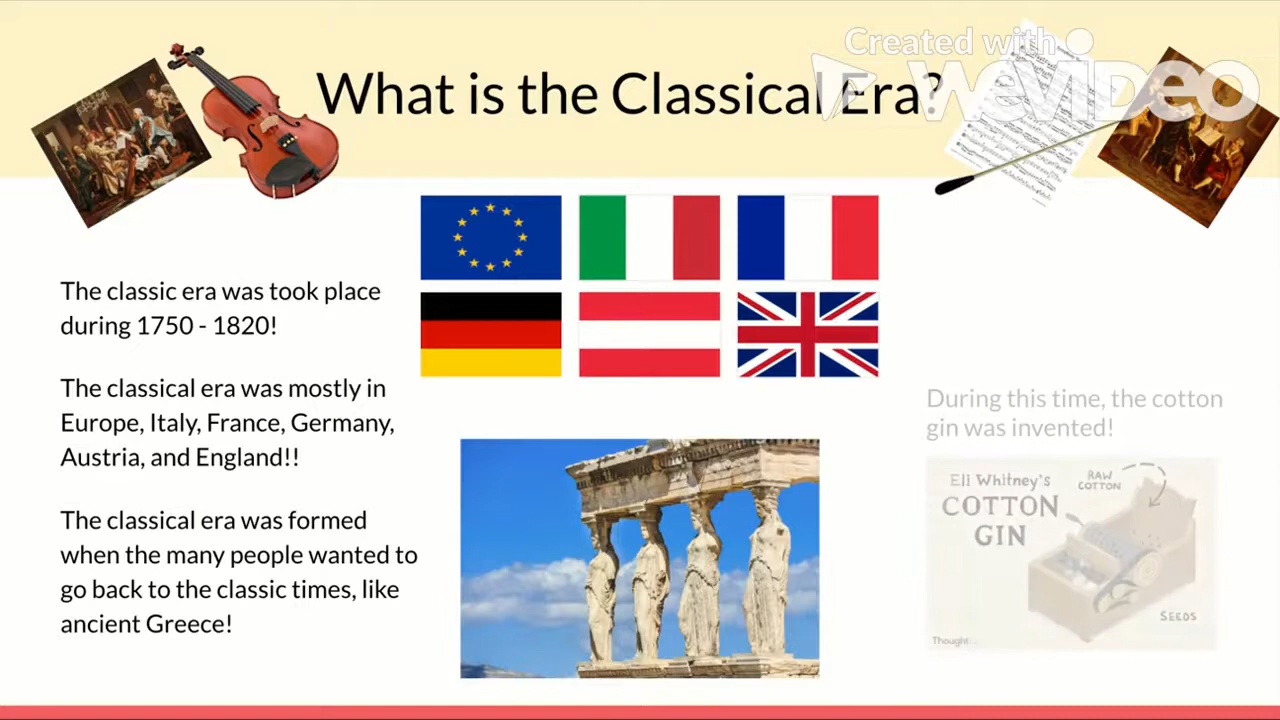 Created with
WeVideo
What is the Classical Era?
The classic era was took place
during 1750 - 1820!
The classical era was mostly in
Europe, Italy, France, Germany,
Austria, and England!!
The classical era was formed
when the many people wanted to
go back to the classic times, like
ancient Greece!
During this time, the cotton
gin was invented!
Eli Whitney's
COTTON
GIN
RAW
COTTON
SEEDS
Thought